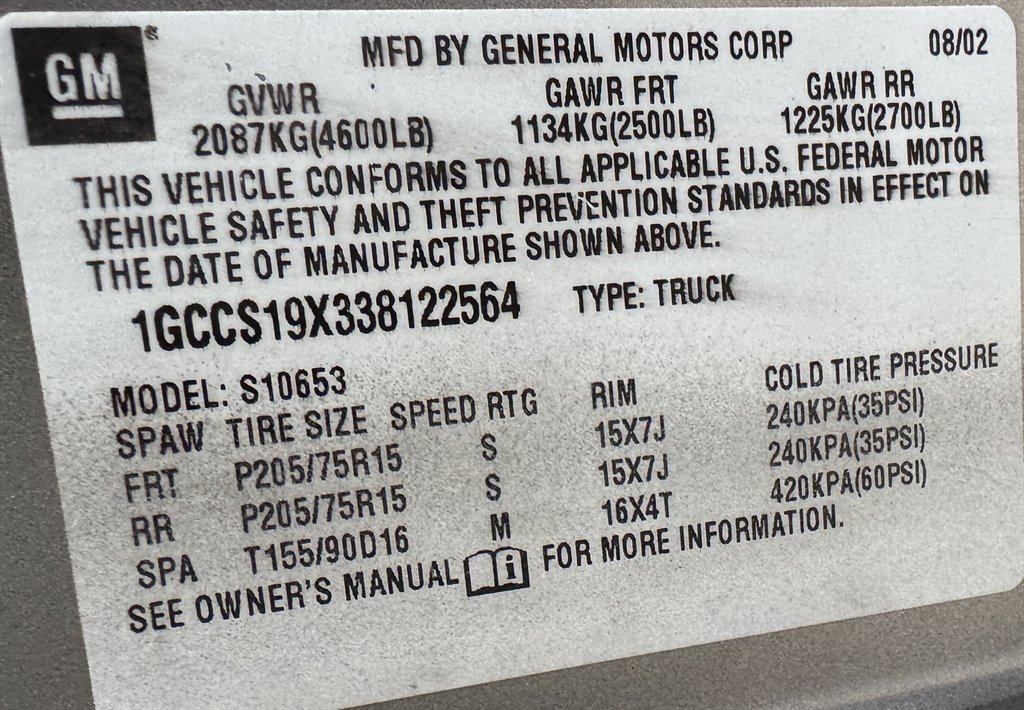 GM ®
MFD BY GENERAL MOTORS CORP 08/02
GVWR GAWR FRT GAWR RR
2087KG(4600LB) 1134KG(2500LB) 1225KG(2700LB)
THIS VEHICLE CONFORMS TO ALL APPLICABLE U.S. FEDERAL MOTOR
VEHICLE SAFETY AND THEFT PREVENTION STANDARDS IN EFFECT ON
THE DATE OF MANUFACTURE SHOWN ABOVE.
1GCCS19X338122564 TYPE: TRUCK
MODEL: S10653
SPAW TIRE SIZE SPEED RTG RIM COLD TIRE PRESSURE
FRT P205/75R15 S 15X7J 240KPA(35PSI)
RR P205/75R15 S 15X7J 240KPA(35PSI)
SPA T155/90D16 M 16X4T 420KPA(60PSI)
SEE OWNER'S MANUAL i FOR MORE INFORMATION.